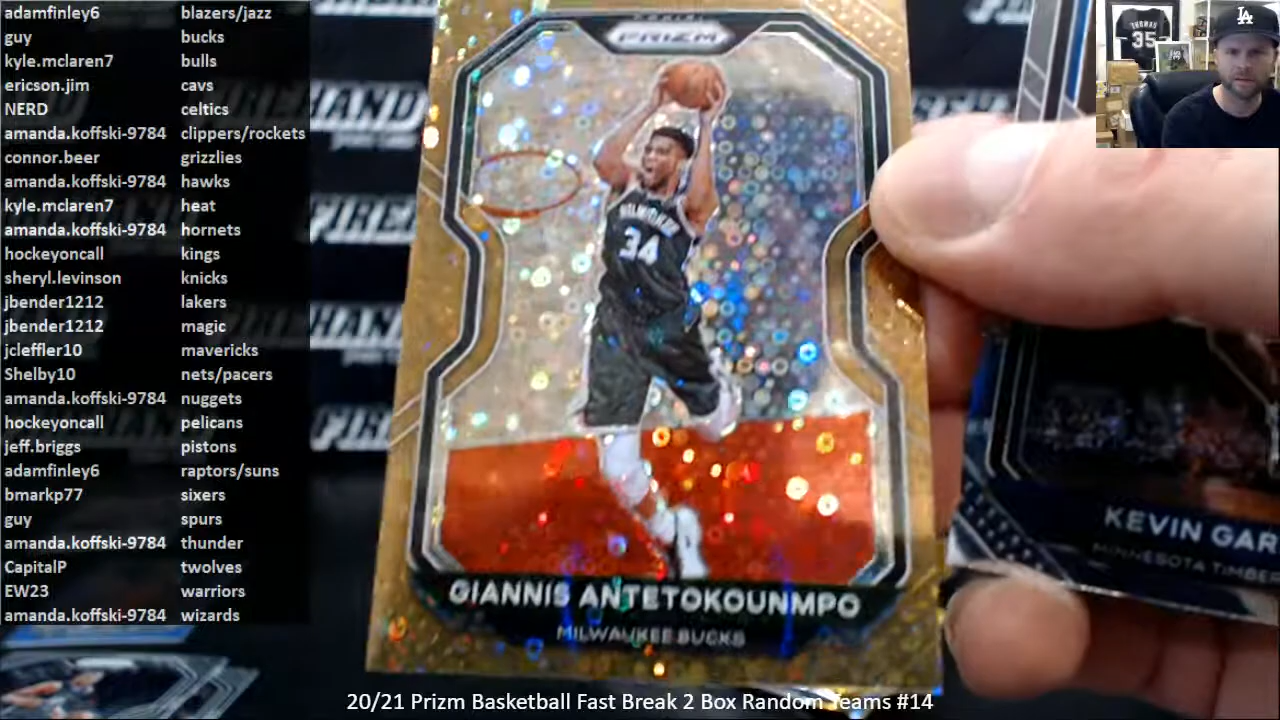 adamfinley6 blazers/jazz
guy bucks
kyle.mclaren7 bulls
ericson.jim cavs
NERD celtics
amanda.koffski-9784 clippers/rockets
connor.beer grizzlies
amanda.koffski-9784 hawks
kyle.mclaren7 heat
amanda.koffski-9784 hornets
hockeyoncall kings
sheryl.levinson knicks
jbender1212 lakers
jbender1212 magic
jcleffler10 mavericks
Shelby10 nets/pacers
amanda.koffski-9784 nuggets
hockeyoncall pelicans
jeff.briggs pistons
adamfinley6 raptors/suns
bmarkp77 sixers
guy spurs
amanda.koffski-9784 thunder
CapitalP twolves
EW23 warriors
amanda.koffski-9784 wizards
PRIZM
MILWAUKEE
34
GIANNIS ANTETOKOUNMPO
MILWAUKEE BUCKS
KEVIN GAR
MINNESOTA TIMBER
LA
35
20/21 Prizm Basketball Fast Break 2 Box Random Teams #14